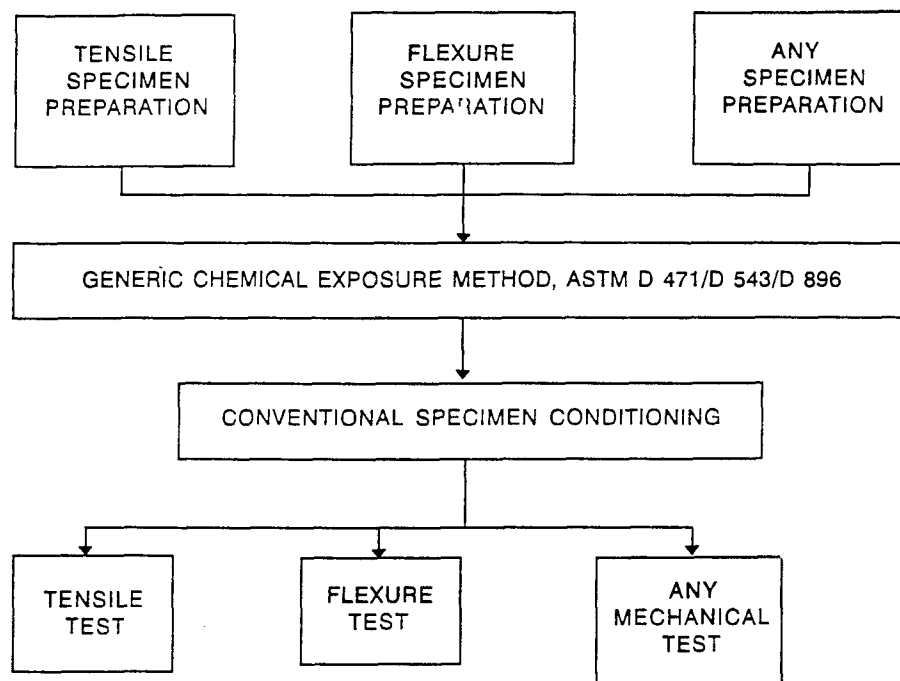 TENSILE
SPECIMEN
PREPARATION
FLEXURE
SPECIMEN
PREPARATION
ANY
SPECIMEN
PREPARATION
GENERIC CHEMICAL EXPOSURE METHOD, ASTM D 471/D 543/D 896
CONVENTIONAL SPECIMEN CONDITIONING
TENSILE
TEST
FLEXURE
TEST
ANY
MECHANICAL
TEST